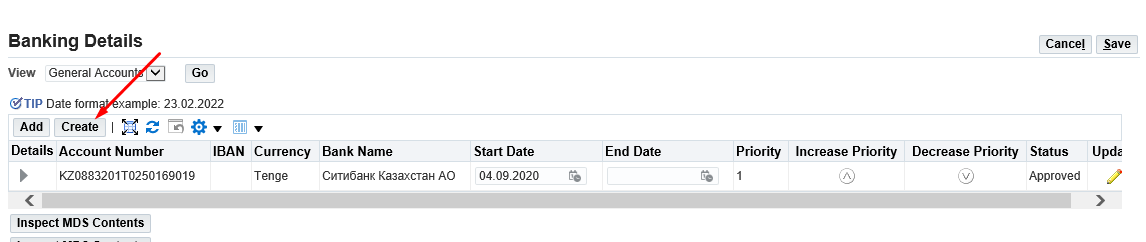 Banking Details
Cancel Save
View General Accounts Go
TIP Date format example: 23.02.2022
Add Create
Details Account Number IBAN Currency Bank Name Start Date End Date Priority Increase Priority Decrease Priority Status Upda
KZ0883201T0250169019 Tenge Ситибанк Казахстан АО 04.09.2020 1 Approved
Inspect MDS Contents